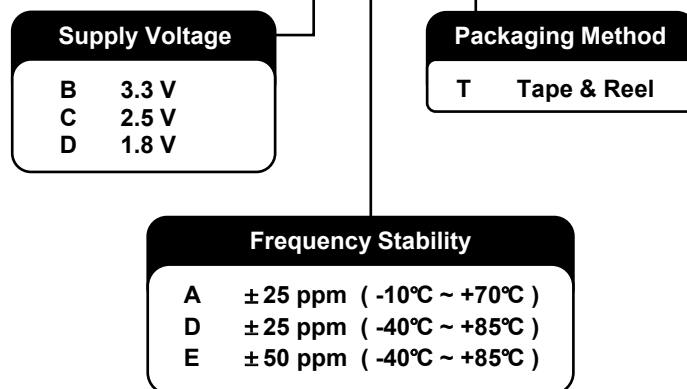 Supply Voltage
B 3.3 V
C 2.5 V
D 1.8 V
Packaging Method
T Tape & Reel
Frequency Stability
A ±25 ppm ( -10℃ ~ +70℃ )
D ±25 ppm ( -40℃ ~ +85℃ )
E ±50 ppm ( -40℃ ~ +85℃ )